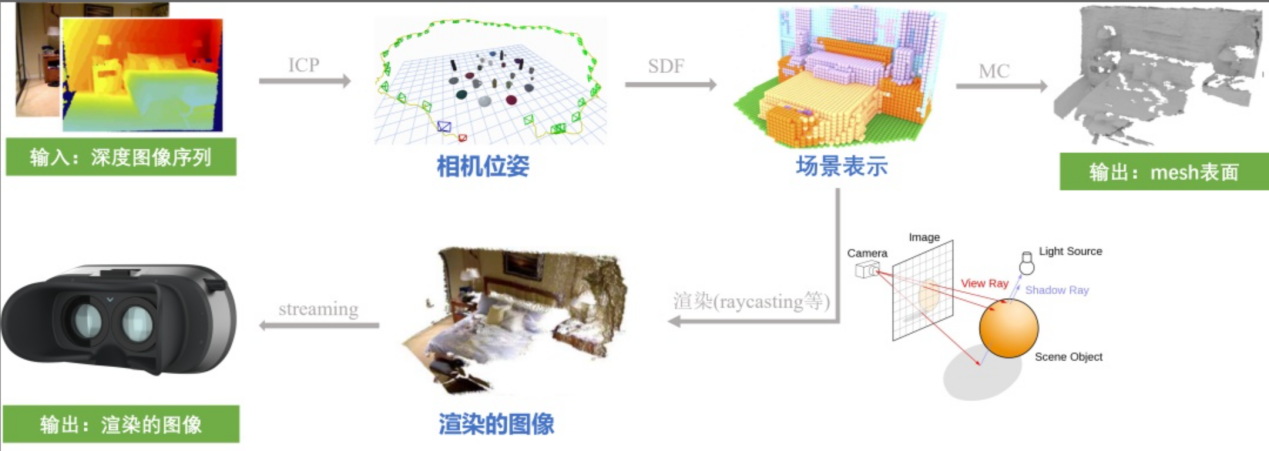 ICP
SDF
MC
输入：深度图像序列
相机位姿
场景表示
输出：mesh表面
Camera
Image
Light Source
View Ray
Shadow Ray
Scene Object
streaming
渲染(raycasting等)
输出：渲染的图像
渲染的图像